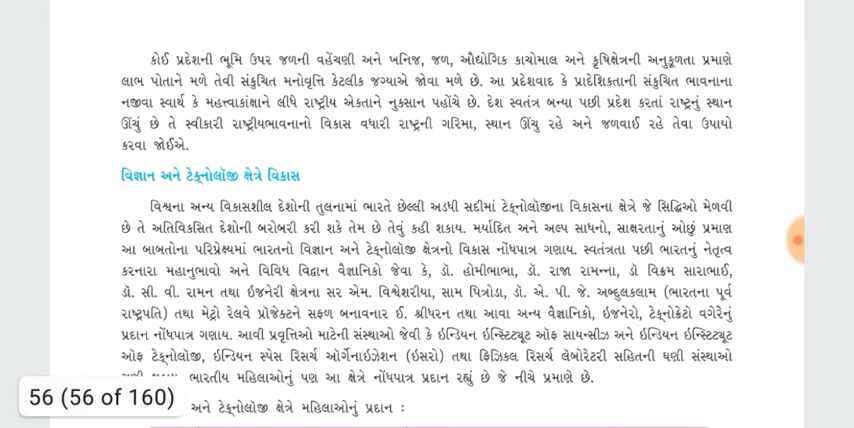 કોઈ પ્રદેશની ભૂમિ ઉપર જળની વહેંચણી અને ખનિજ, જળ, ઔદ્યોગિક કાચોમાલ અને કૃષિક્ષેત્રની અનુકૂળતા પ્રમાણે
લાભ પોતાને મળે તેવી સંકુચિત મનોવૃત્તિ કેટલીક જગ્યાએ જોવા મળે છે. આ પ્રદેશવાદ કે પ્રાદેશિકતાની સંકુચિત ભાવનાના
નજીવા સ્વાર્થ કે મહત્ત્વાકાંક્ષાને લીધે રાષ્ટ્રીય એકતાને નુકસાન પહોંચે છે. દેશ સ્વતંત્ર બન્યા પછી પ્રદેશ કરતાં રાષ્ટ્રનું સ્થાન
ઊંચું છે તે સ્વીકારી રાષ્ટ્રીયભાવનાનો વિકાસ વધારી રાષ્ટ્રની ગરિમા, સ્થાન ઊંચુ રહે અને જળવાઈ રહે તેવા ઉપાયો
કરવા જોઈએ.
વિજ્ઞાન અને ટેક્નોલૉજી ક્ષેત્રે વિકાસ
વિશ્વના અન્ય વિકાસશીલ દેશોની તુલનામાં ભારતે છેલ્લી અડધી સદીમાં ટેક્નોલૉજીના વિકાસના ક્ષેત્રે જે સિદ્ધિઓ મેળવી
છે તે અતિવિકસિત દેશોની બરોબરી કરી શકે તેમ છે તેવું કહી શકાય. મર્યાદિત અને અલ્પ સાધનો, સાક્ષરતાનું ઓછું પ્રમાણ
આ બાબતોના પરિપ્રેક્ષ્યમાં ભારતનો વિજ્ઞાન અને ટેક્નોલૉજી ક્ષેત્રનો વિકાસ નોંધપાત્ર ગણાય. સ્વતંત્રતા પછી ભારતનું નેતૃત્વ
કરનારા મહાનુભાવો અને વિવિધ વિદ્વાન વૈજ્ઞાનિકો જેવા કે, ડૉ. હોમીભાભા, ડૉ. રાજા રામન્ના, ડૉ વિક્રમ સારાભાઈ,
ડૉ. સી. વી. રામન તથા ઇજનેરી ક્ષેત્રના સર એમ. વિશ્વેશરીયા, સામ પિત્રોડા, ડૉ. એ. પી. જે. અબ્દુલકલામ (ભારતના પૂર્વ
રાષ્ટ્રપતિ) તથા મેટ્રો રેલવે પ્રોજેક્ટને સફળ બનાવનાર ઈ. શ્રીધરન તથા આવા અન્ય વૈજ્ઞાનિકો, ઇજનેરો, ટેક્નોક્રેટો વગેરેનું
પ્રદાન નોંધપાત્ર ગણાય. આવી પ્રવૃત્તિઓ માટેની સંસ્થાઓ જેવી કે ઇન્ડિયન ઇન્સ્ટિટ્યૂટ ઑફ સાયન્સીઝ અને ઇન્ડિયન ઇન્સ્ટિટ્યૂટ
ઑફ ટેક્નોલૉજી, ઇન્ડિયન સ્પેસ રિસર્ચ ઑર્ગેનાઇઝેશન (ઇસરો) તથા ફિઝિકલ રિસર્ચ લૅબોરેટરી સહિતની ઘણી સંસ્થાઓ
ભારતીય મહિલાઓનું પણ આ ક્ષેત્રે નોંધપાત્ર પ્રદાન રહ્યું છે જે નીચે પ્રમાણે છે.
56 (56 of 160)
અને ટેક્નોલૉજી ક્ષેત્રે મહિલાઓનું પ્રદાન :